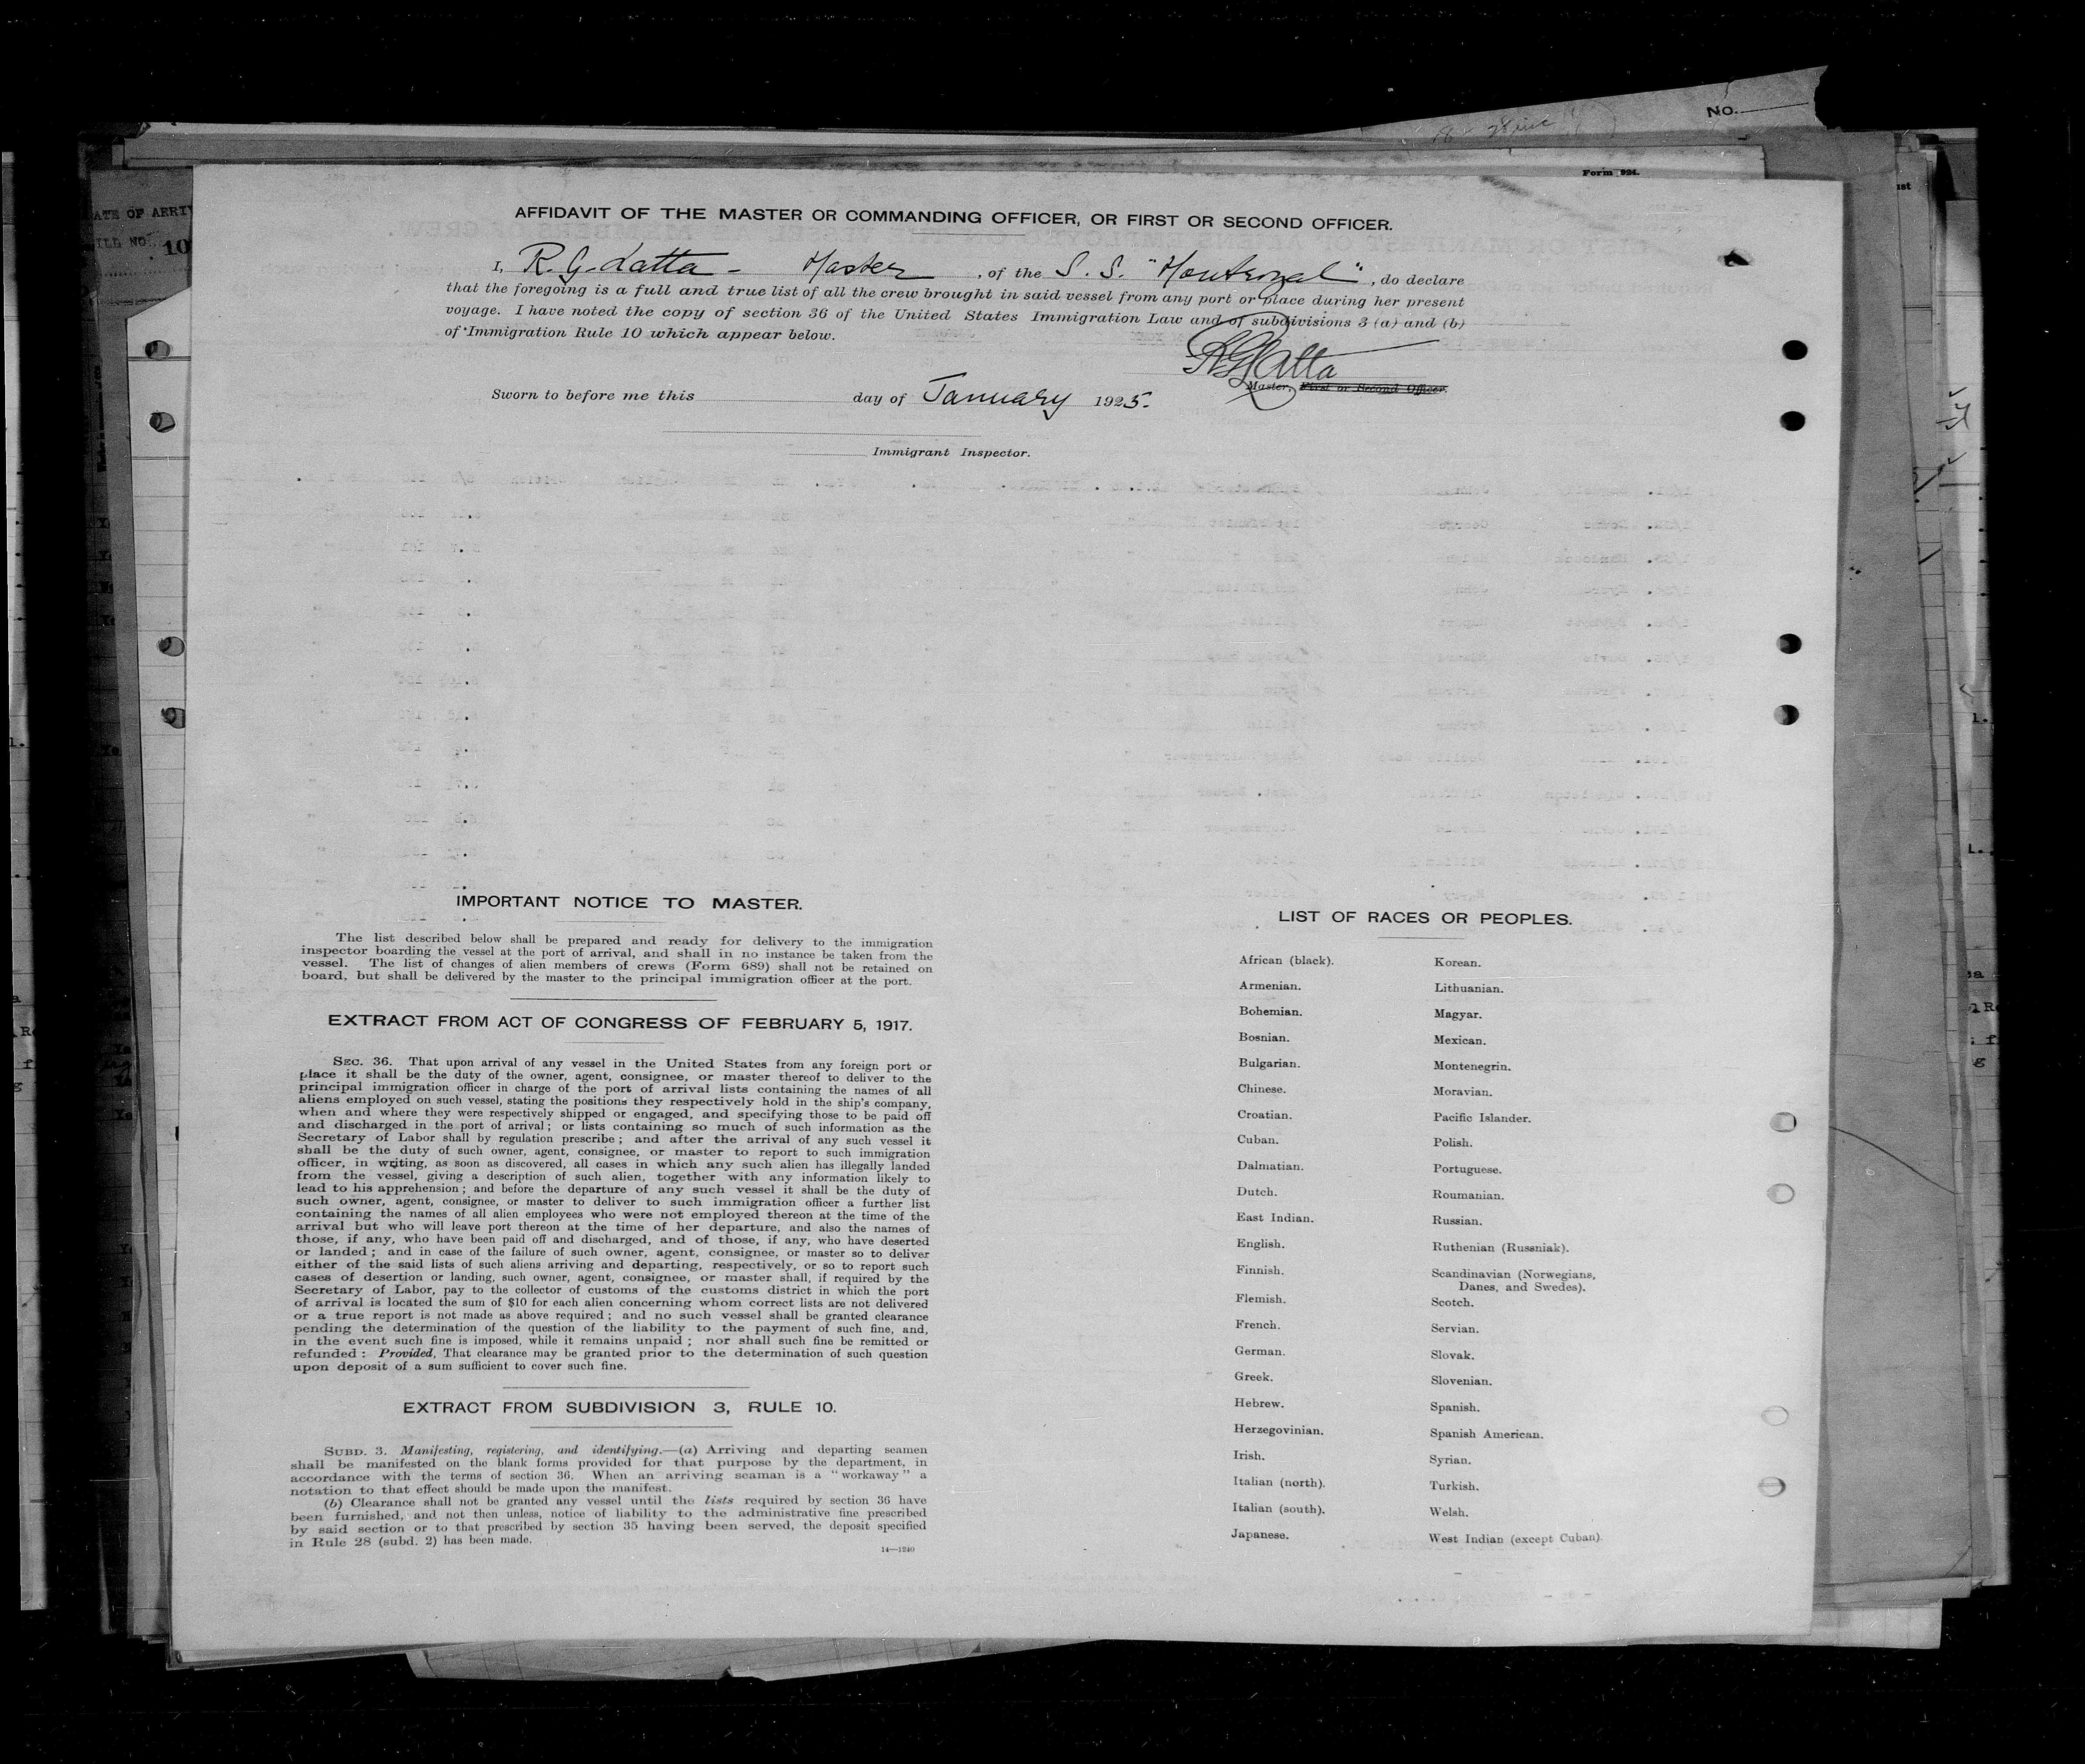 No.
Form 924.
ATE OF ARRIV
ILL NO. 10
AFFIDAVIT OF THE MASTER OR COMMANDING OFFICER, OR FIRST OR SECOND OFFICER.
I, R. G. Latta - Master, of the S. S. "Montroyal", do declare
that the foregoing is a full and true list of all the crew brought in said vessel from any port or place during her present
voyage. I have noted the copy of section 36 of the United States Immigration Law and of subdivisions 3 (a) and (b)
of Immigration Rule 10 which appear below.
RGLatta
Master, First or Second Officer.
Sworn to before me this day of January 1925.
Immigrant Inspector.
IMPORTANT NOTICE TO MASTER.
The list described below shall be prepared and ready for delivery to the immigration
inspector boarding the vessel at the port of arrival, and shall in no instance be taken from the
vessel. The list of changes of alien members of crews (Form 689) shall not be retained on
board, but shall be delivered by the master to the principal immigration officer at the port.
EXTRACT FROM ACT OF CONGRESS OF FEBRUARY 5, 1917.
SEC. 36. That upon arrival of any vessel in the United States from any foreign port or
place it shall be the duty of the owner, agent, consignee, or master thereof to deliver to the
principal immigration officer in charge of the port of arrival lists containing the names of all
aliens employed on such vessel, stating the positions they respectively hold in the ship's company,
when and where they were respectively shipped or engaged, and specifying those to be paid off
and discharged in the port of arrival; or lists containing so much of such information as the
Secretary of Labor shall by regulation prescribe; and after the arrival of any such vessel it
shall be the duty of such owner, agent, consignee, or master to report to such immigration
officer, in writing, as soon as discovered, all cases in which any such alien has illegally landed
from the vessel, giving a description of such alien, together with any information likely to
lead to his apprehension; and before the departure of any such vessel it shall be the duty of
such owner, agent, consignee, or master to deliver to such immigration officer a further list
containing the names of all alien employees who were not employed thereon at the time of the
arrival but who will leave port thereon at the time of her departure, and also the names of
those, if any, who have been paid off and discharged, and of those, if any, who have deserted
or landed; and in case of the failure of such owner, agent, consignee, or master so to deliver
either of the said lists of such aliens arriving and departing, respectively, or so to report such
cases of desertion or landing, such owner, agent, consignee, or master shall, if required by the
Secretary of Labor, pay to the collector of customs of the customs district in which the port
of arrival is located the sum of $10 for each alien concerning whom correct lists are not delivered
or a true report is not made as above required; and no such vessel shall be granted clearance
pending the determination of the question of the liability to the payment of such fine, and,
in the event such fine is imposed, while it remains unpaid; nor shall such fine be remitted or
refunded: Provided, That clearance may be granted prior to the determination of such question
upon deposit of a sum sufficient to cover such fine.
EXTRACT FROM SUBDIVISION 3, RULE 10.
SUBD. 3. Manifesting, registering, and identifying.—(a) Arriving and departing seamen
shall be manifested on the blank forms provided for that purpose by the department, in
accordance with the terms of section 36. When an arriving seaman is a "workaway" a
notation to that effect should be made upon the manifest.
(b) Clearance shall not be granted any vessel until the lists required by section 36 have
been furnished, and not then unless, notice of liability to the administrative fine prescribed
by said section or to that prescribed by section 35 having been served, the deposit specified
in Rule 28 (subd. 2) has been made.
14—1240
LIST OF RACES OR PEOPLES.
African (black).
Armenian.
Bohemian.
Bosnian.
Bulgarian.
Chinese.
Croatian.
Cuban.
Dalmatian.
Dutch.
East Indian.
English.
Finnish.
Flemish.
French.
German.
Greek.
Hebrew.
Herzegovinian.
Irish.
Italian (north).
Italian (south).
Japanese.
Korean.
Lithuanian.
Magyar.
Mexican.
Montenegrin.
Moravian.
Pacific Islander.
Polish.
Portuguese.
Roumanian.
Russian.
Ruthenian (Russniak).
Scandinavian (Norwegians,
Danes, and Swedes).
Scotch.
Servian.
Slovak.
Slovenian.
Spanish.
Spanish American.
Syrian.
Turkish.
Welsh.
West Indian (except Cuban).